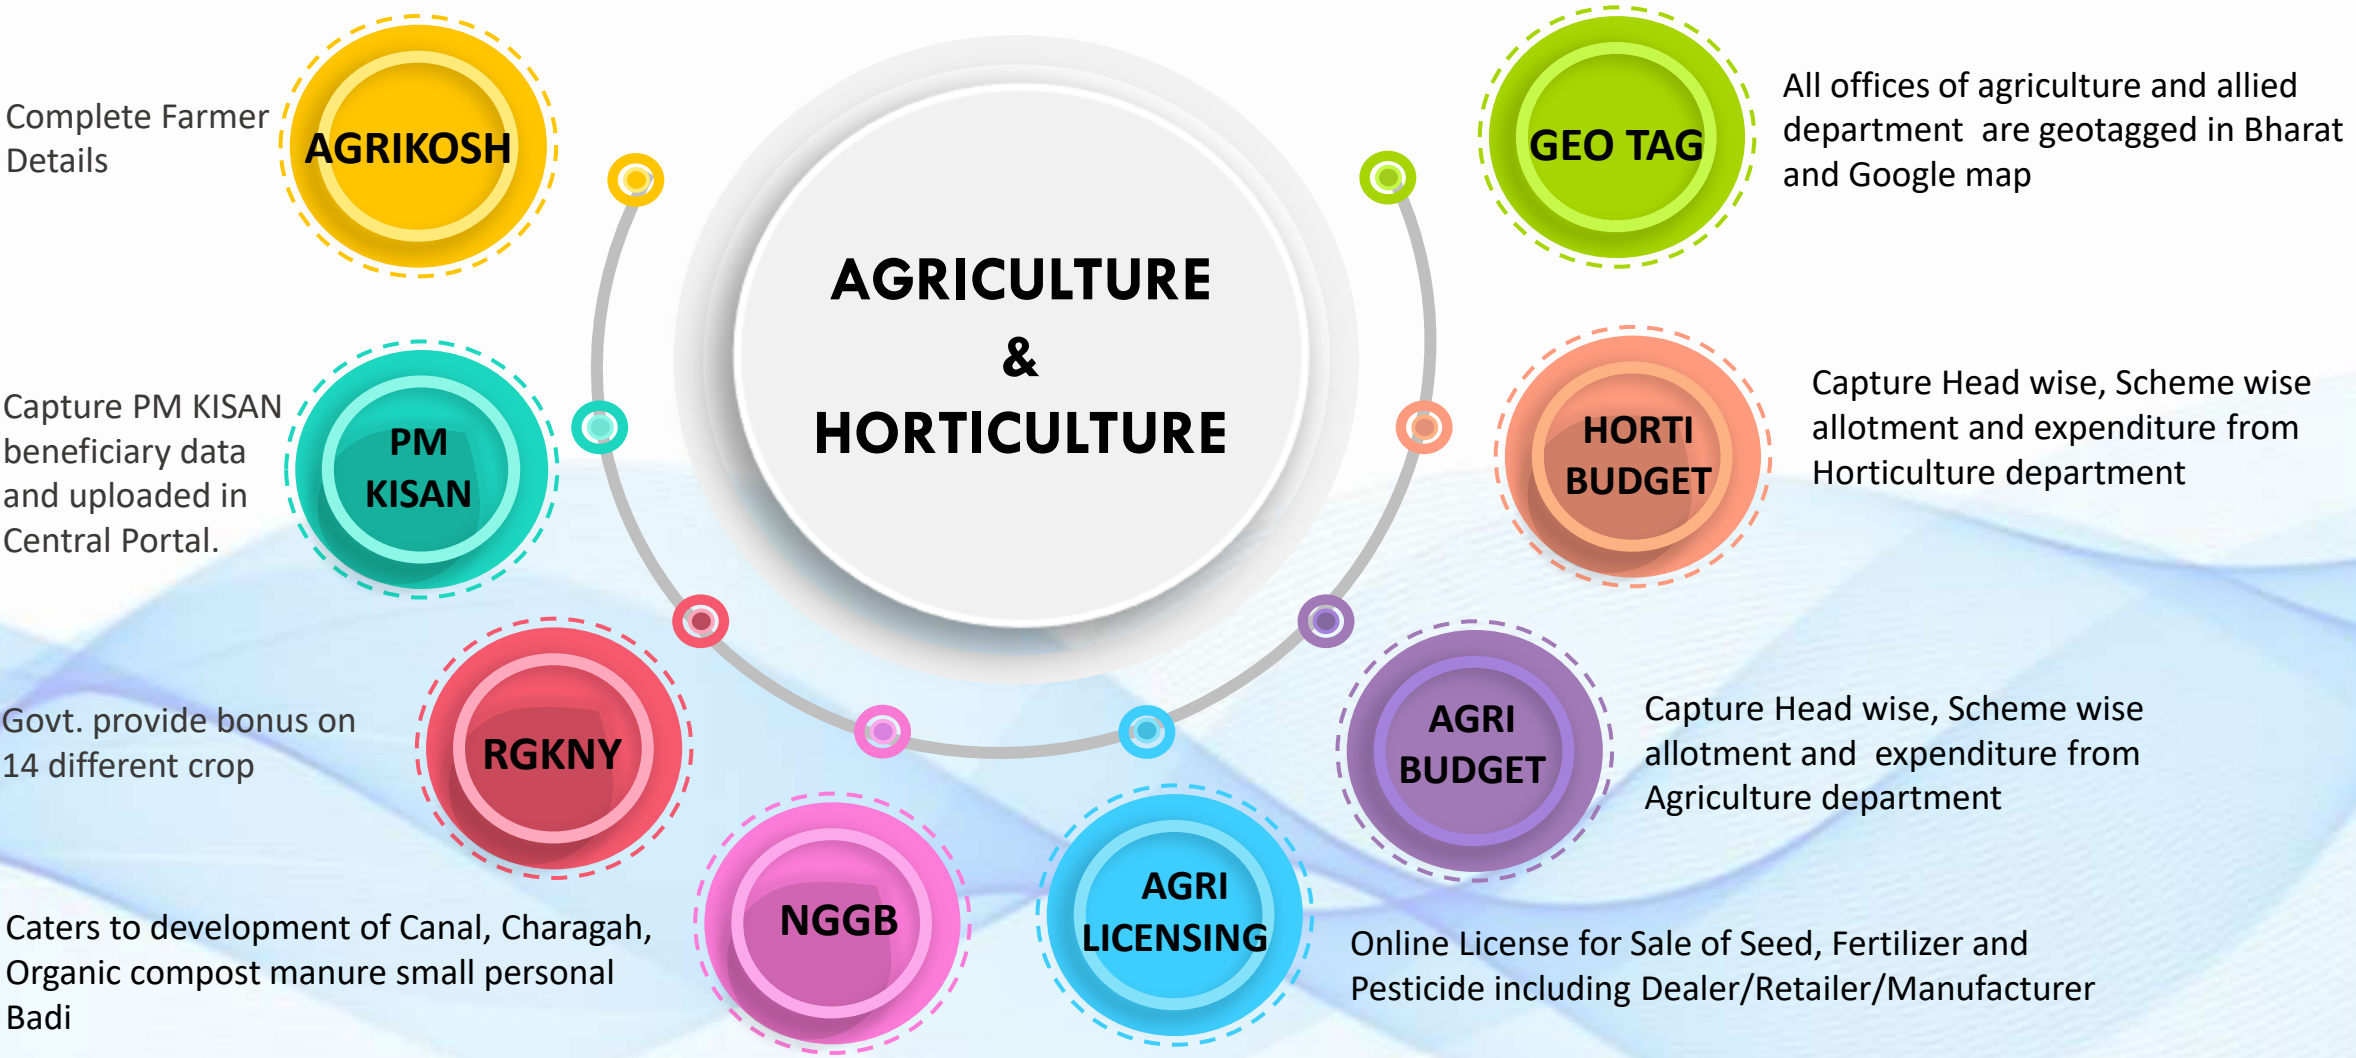 AGRICULTURE
&
HORTICULTURE
Complete Farmer
Details
AGRIKOSH
Capture PM KISAN
beneficiary data
and uploaded in
Central Portal.
PM
KISAN
Govt. provide bonus on
14 different crop
RGKNY
Caters to development of Canal, Charagah,
Organic compost manure small personal
Badi
NGGB
AGRI
LICENSING
Online License for Sale of Seed, Fertilizer and
Pesticide including Dealer/Retailer/Manufacturer
AGRI
BUDGET
Capture Head wise, Scheme wise
allotment and  expenditure from
Agriculture department
HORTI
BUDGET
Capture Head wise, Scheme wise
allotment and expenditure from
Horticulture department
GEO TAG
All offices of agriculture and allied
department  are geotagged in Bharat
and Google map